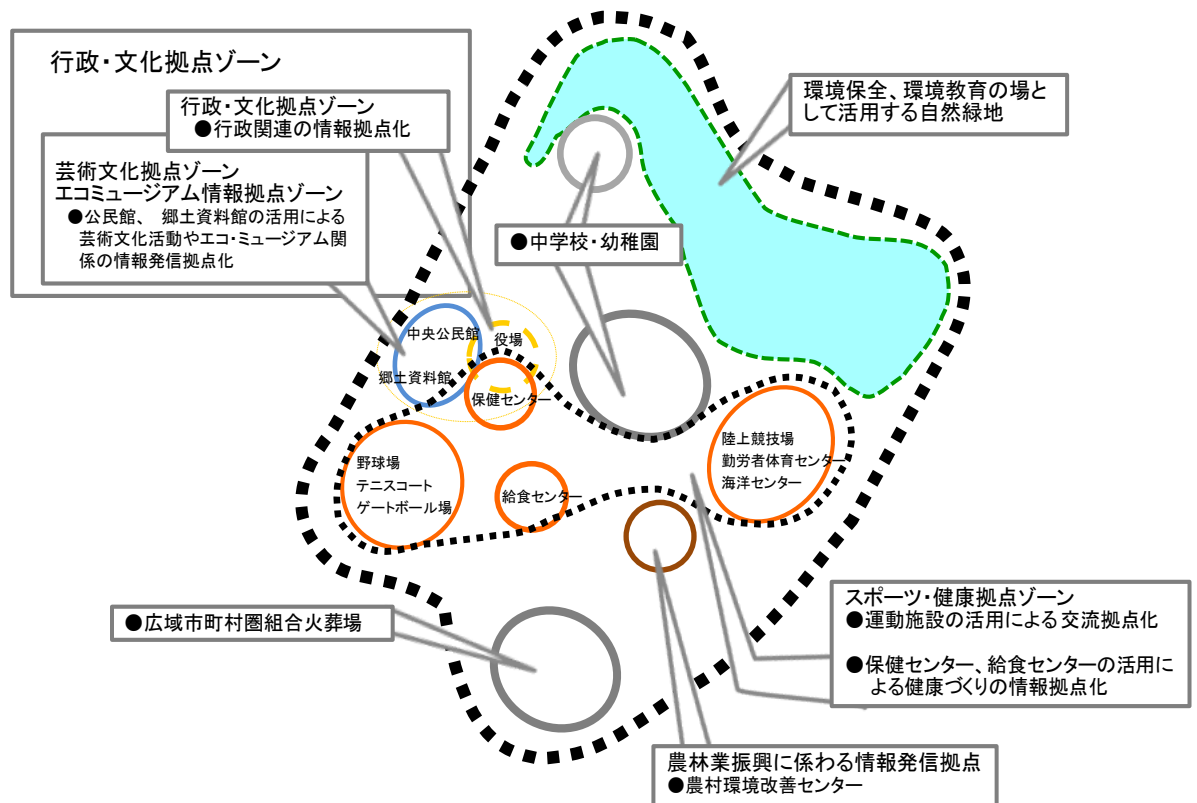 行政・文化拠点ゾーン
行政・文化拠点ゾーン
●行政関連の情報拠点化
芸術文化拠点ゾーン
エコミュージアム情報拠点ゾーン
●公民館、 郷土資料館の活用による
芸術文化活動やエコ・ミュージアム関
係の情報発信拠点化
環境保全、環境教育の場と
して活用する自然緑地
●中学校・幼稚園
中央公民館
役場
郷土資料館
保健センター
野球場
テニスコート
ゲートボール場
給食センター
陸上競技場
勤労者体育センター
海洋センター
●広域市町村圏組合火葬場
スポーツ・健康拠点ゾーン
●運動施設の活用による交流拠点化
●保健センター、給食センターの活用に
よる健康づくりの情報拠点化
農林業振興に係わる情報発信拠点
●農村環境改善センター